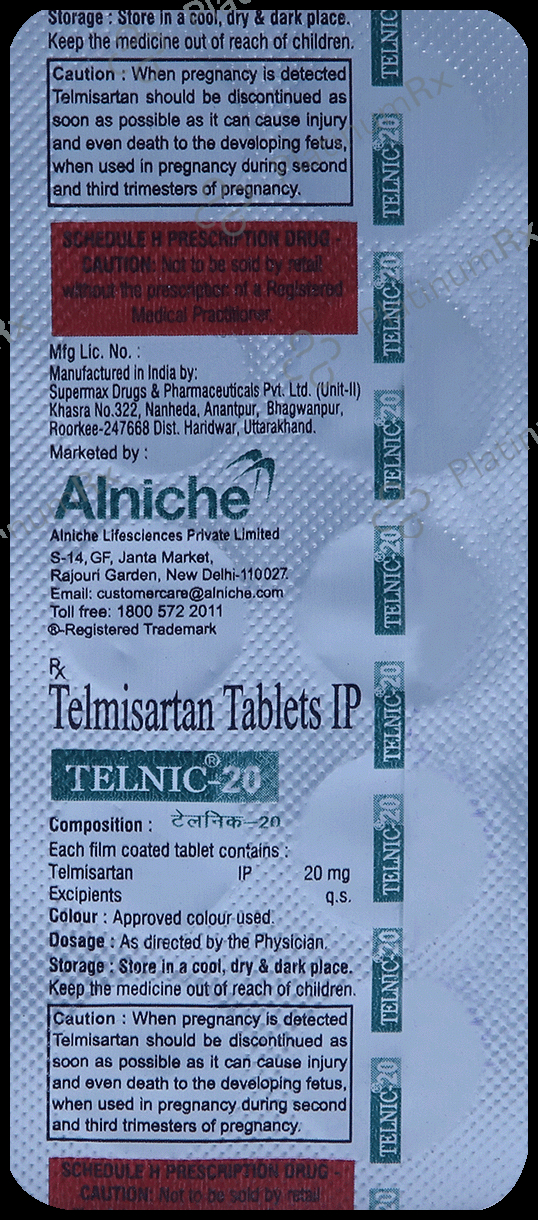 Storage : Store in a cool, dry & dark place.
Keep the medicine out of reach of children.
Caution : When pregnancy is detected
Telmisartan should be discontinued as
soon as possible as it can cause injury
and even death to the developing fetus,
when used in pregnancy during second
and third trimesters of pregnancy.
SCHEDULE H PRESCRIPTION DRUG -
CAUTION: Not to be sold by retail
without the prescription of a Registered
Medical Practitioner.
Mfg Lic. No. :
Manufactured in India by:
Supermax Drugs & Pharmaceuticals Pvt. Ltd. (Unit-II)
Khasra No.322, Nanheda, Anantpur, Bhagwanpur,
Roorkee-247668 Dist. Haridwar, Uttarakhand.
Marketed by :
Alniche
Alniche Lifesciences Private Limited
S-14, GF, Janta Market,
Rajouri Garden, New Delhi-110027.
Email: customercare@alniche.com
Toll free: 1800 572 2011
®-Registered Trademark
Rx
Telmisartan Tablets IP
TELNIC®-20
टेलनिक-20
Composition :
Each film coated tablet contains :
Telmisartan IP 20 mg
Excipients q.s.
Colour : Approved colour used.
Dosage : As directed by the Physician.
Storage : Store in a cool, dry & dark place.
Keep the medicine out of reach of children.
Caution : When pregnancy is detected
Telmisartan should be discontinued as
soon as possible as it can cause injury
and even death to the developing fetus,
when used in pregnancy during second
and third trimesters of pregnancy.
SCHEDULE H PRESCRIPTION DRUG -
CAUTION: Not to be sold by retail
TELNIC
TELNIC®-20
TELNIC®-20
TELNIC®-20
TELNIC®-20
TELNIC®-20
TELNIC®-20
TELNIC®-20
TELNIC®-20
20
PlatinumRx
PlatinumRx